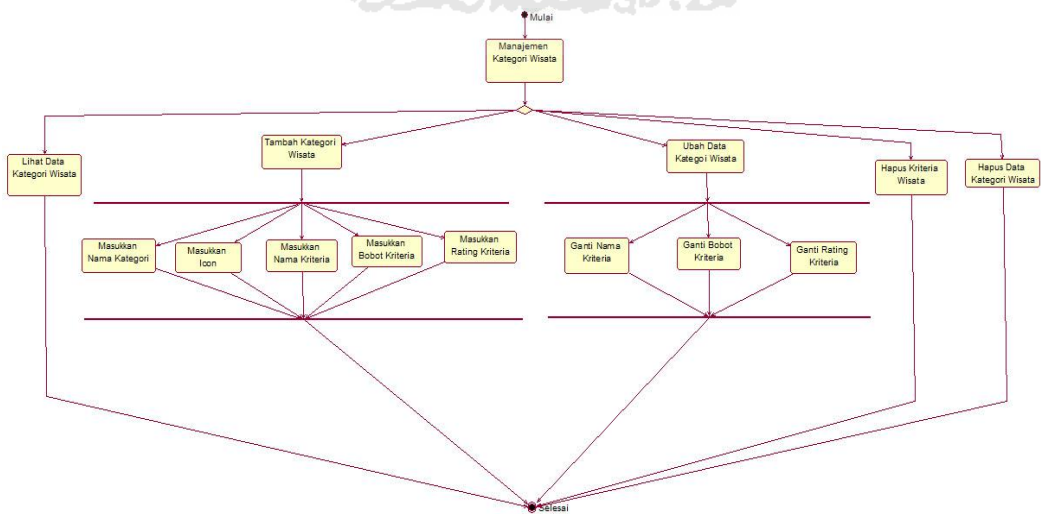 Mulai
Manajemen
Kategori Wisata
Tambah Kategori
Wisata
Ubah Data
Kategoi Wisata
Lihat Data
Kategori Wisata
Hapus Kriteria
Wisata
Hapus Data
Kategori Wisata
Masukkan
Nama Kategori
Masukkan
Icon
Masukkan
Nama Kriteria
Masukkan
Bobot Kriteria
Masukkan
Rating Kriteria
Ganti Nama
Kriteria
Ganti Bobot
Kriteria
Ganti Rating
Kriteria
Selesai